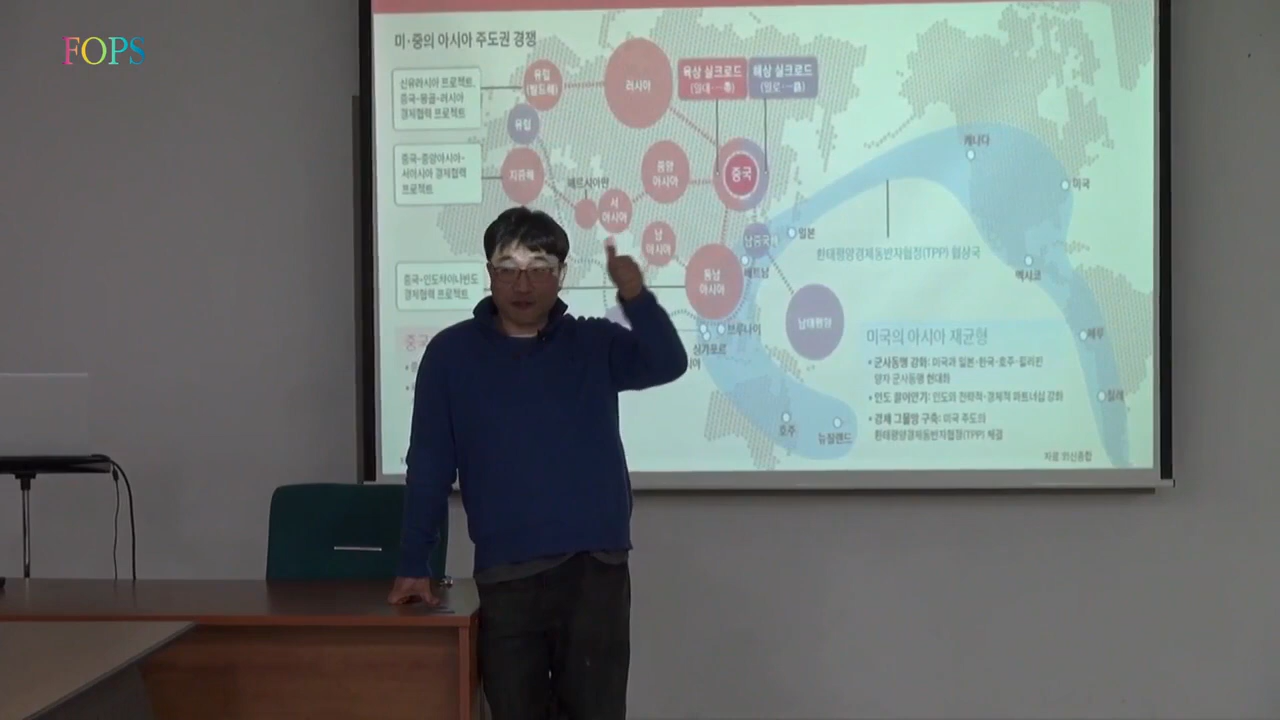 FOPS
미·중의 아시아 주도권 경쟁
신유라시아 프로젝트,
중국-몽골-러시아
경제협력 프로젝트
유럽
(발트해)
러시아
육상 실크로드
(일대·一帶)
해상 실크로드
(일로·一路)
유럽
중국-중앙아시아-
서아시아 경제협력
프로젝트
지중해
페르시아만
서
아시아
중앙
아시아
중국
남
아시아
남중국해
일본
캐나다
미국
환태평양경제동반자협정(TPP) 협상국
멕시코
중국-인도차이나반도
경제협력 프로젝트
동남
아시아
베트남
브루나이
싱가포르
남태평양
페루
칠레
호주
뉴질랜드
중국
미국의 아시아 재균형
• 군사동맹 강화: 미국과 일본·한국·호주·필리핀
양자 군사동맹 현대화
• 인도 끌어안기: 인도와 전략적·경제적 파트너십 강화
• 경제 그물망 구축: 미국 주도의
환태평양경제동반자협정(TPP) 체결
자료 외신종합